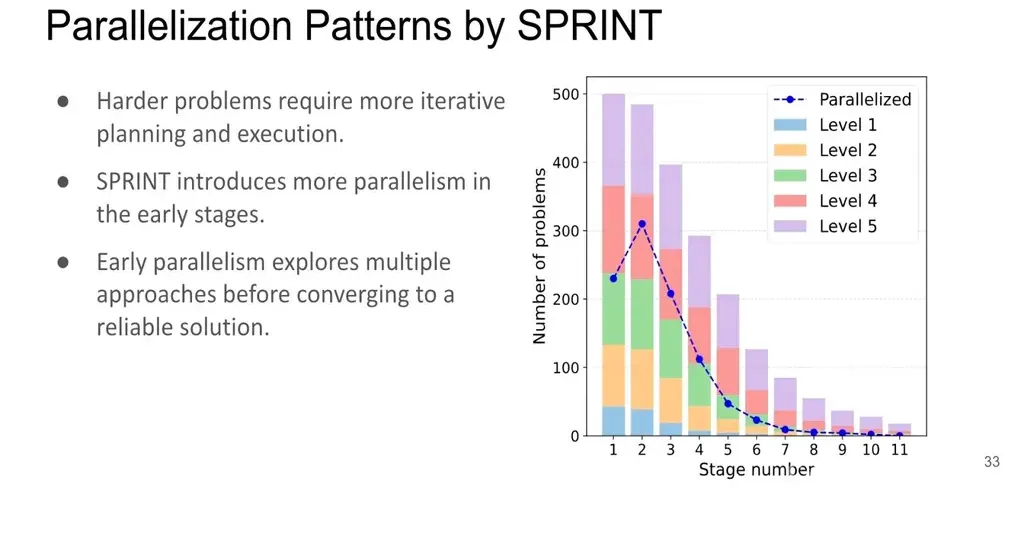 Parallelization Patterns by SPRINT
● Harder problems require more iterative
planning and execution.
● SPRINT introduces more parallelism in
the early stages.
● Early parallelism explores multiple
approaches before converging to a
reliable solution.
Number of problems
500
400
300
200
100
0
Parallelized
Level 1
Level 2
Level 3
Level 4
Level 5
1 2 3 4 5 6 7 8 9 10 11
Stage number
33